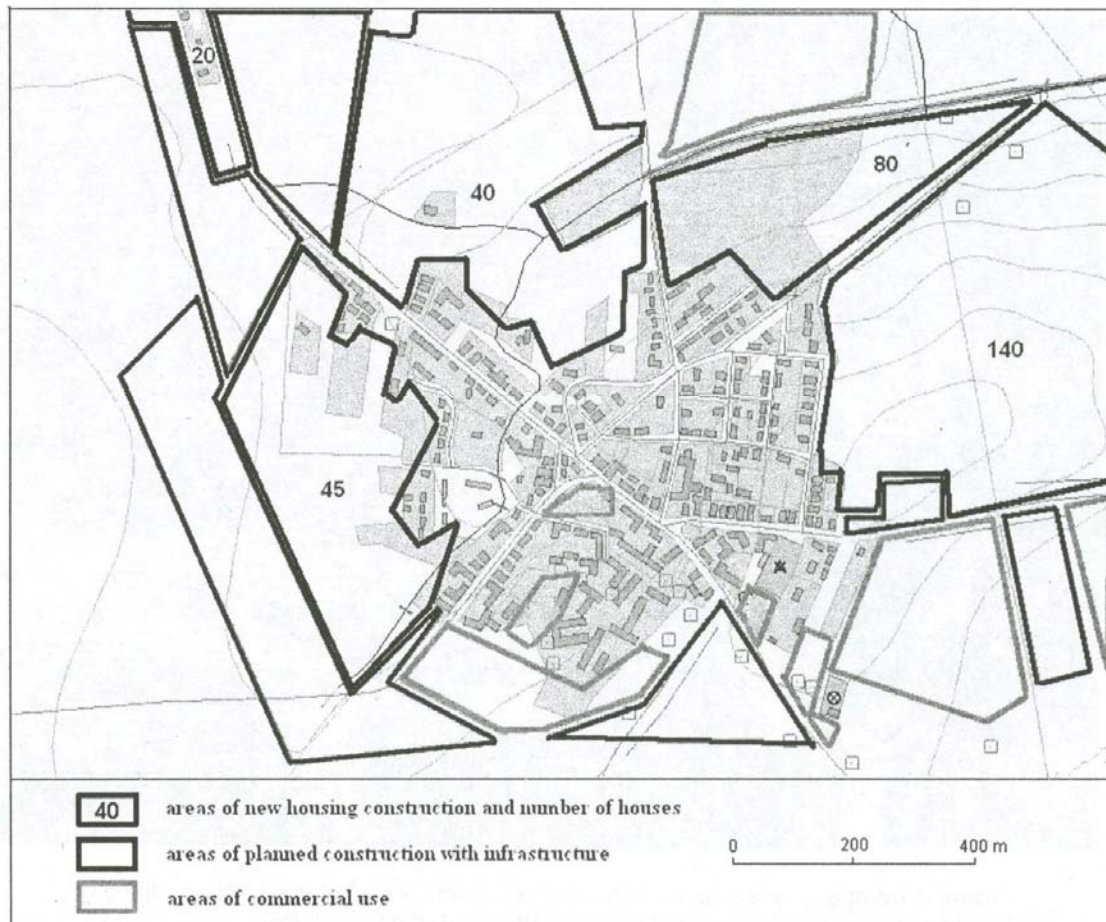 20
40
80
140
45
40 areas of new housing construction and number of houses
areas of planned construction with infrastructure
areas of commercial use
0 200 400 m